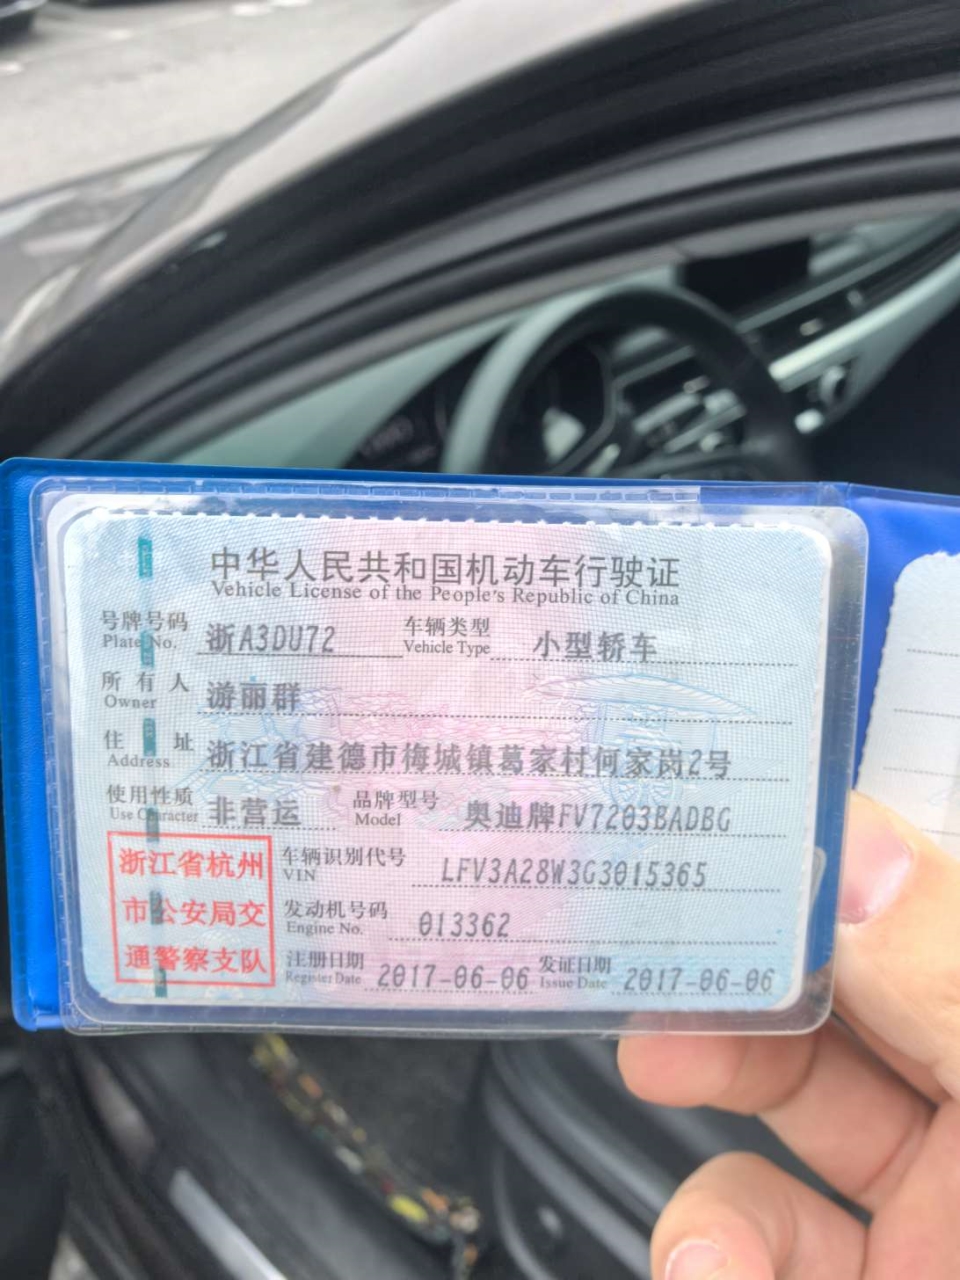 中华人民共和国机动车行驶证
Vehicle License of the People's Republic of China
号牌号码 浙A3DU72 车辆类型 小型轿车
Plate No. Vehicle Type
所有人 游丽群
Owner
住址 浙江省建德市梅城镇葛家村何家岗2号
Address
使用性质 非营运 品牌型号 奥迪牌FV7203BADBG
Use Character Model
浙江省杭州
市公安局交
通警察支队
车辆识别代号 LFV3A28W3G3015365
VIN
发动机号码 013362
Engine No.
注册日期 2017-06-06 发证日期 2017-06-06
Register Date Issue Date